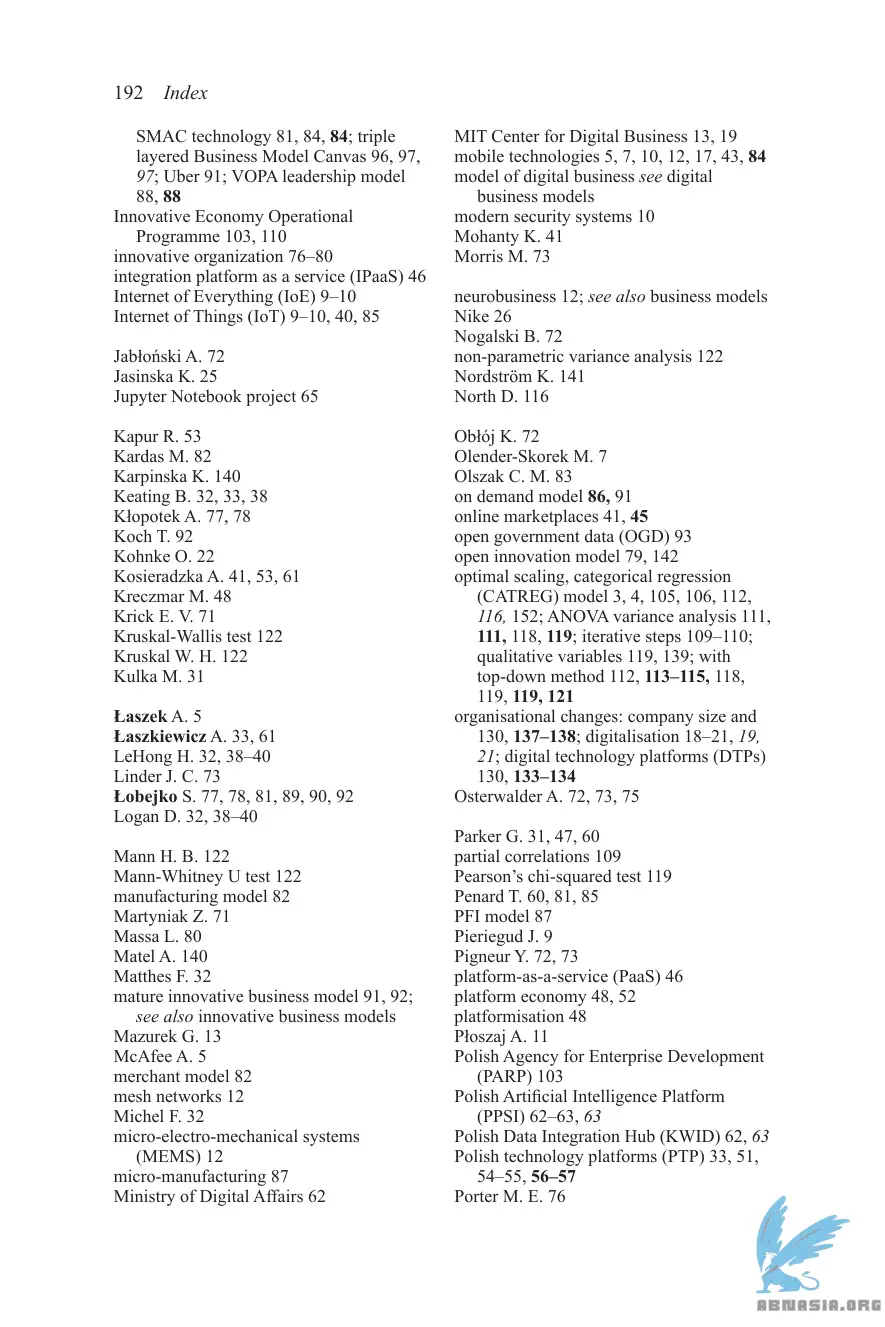 192 Index
SMAC technology 81, 84, 84; triple
layered Business Model Canvas 96, 97,
97; Uber 91; VOPA leadership model
88, 88
Innovative Economy Operational
Programme 103, 110
innovative organization 76–80
integration platform as a service (IPaaS) 46
Internet of Everything (IoE) 9–10
Internet of Things (IoT) 9–10, 40, 85
Jabłoński A. 72
Jasinska K. 25
Jupyter Notebook project 65
Kapur R. 53
Kardas M. 82
Karpinska K. 140
Keating B. 32, 33, 38
Kłopotek A. 77, 78
Koch T. 92
Kohnke O. 22
Kosieradzka A. 41, 53, 61
Kreczmar M. 48
Krick E. V. 71
Kruskal-Wallis test 122
Kruskal W. H. 122
Kulka M. 31
Łaszek A. 5
Łaszkiewicz A. 33, 61
LeHong H. 32, 38–40
Linder J. C. 73
Łobejko S. 77, 78, 81, 89, 90, 92
Logan D. 32, 38–40
Mann H. B. 122
Mann-Whitney U test 122
manufacturing model 82
Martyniak Z. 71
Massa L. 80
Matel A. 140
Matthes F. 32
mature innovative business model 91, 92;
see also innovative business models
Mazurek G. 13
McAfee A. 5
merchant model 82
mesh networks 12
Michel F. 32
micro-electro-mechanical systems
(MEMS) 12
micro-manufacturing 87
Ministry of Digital Affairs 62
MIT Center for Digital Business 13, 19
mobile technologies 5, 7, 10, 12, 17, 43, 84
model of digital business see digital
business models
modern security systems 10
Mohanty K. 41
Morris M. 73
neurobusiness 12; see also business models
Nike 26
Nogalski B. 72
non-parametric variance analysis 122
Nordström K. 141
North D. 116
Obłój K. 72
Olender-Skorek M. 7
Olszak C. M. 83
on demand model 86, 91
online marketplaces 41, 45
open government data (OGD) 93
open innovation model 79, 142
optimal scaling, categorical regression
(CATREG) model 3, 4, 105, 106, 112,
116, 152; ANOVA variance analysis 111,
111, 118, 119; iterative steps 109–110;
qualitative variables 119, 139; with
top-down method 112, 113–115, 118,
119, 119, 121
organisational changes: company size and
130, 137–138; digitalisation 18–21, 19,
21; digital technology platforms (DTPs)
130, 133–134
Osterwalder A. 72, 73, 75
Parker G. 31, 47, 60
partial correlations 109
Pearson’s chi-squared test 119
Penard T. 60, 81, 85
PFI model 87
Pieriegud J. 9
Pigneur Y. 72, 73
platform-as-a-service (PaaS) 46
platform economy 48, 52
platformisation 48
Płoszaj A. 11
Polish Agency for Enterprise Development
(PARP) 103
Polish Artificial Intelligence Platform
(PPSI) 62–63, 63
Polish Data Integration Hub (KWID) 62, 63
Polish technology platforms (PTP) 33, 51,
54–55, 56–57
Porter M. E. 76
ABNASIA.ORG